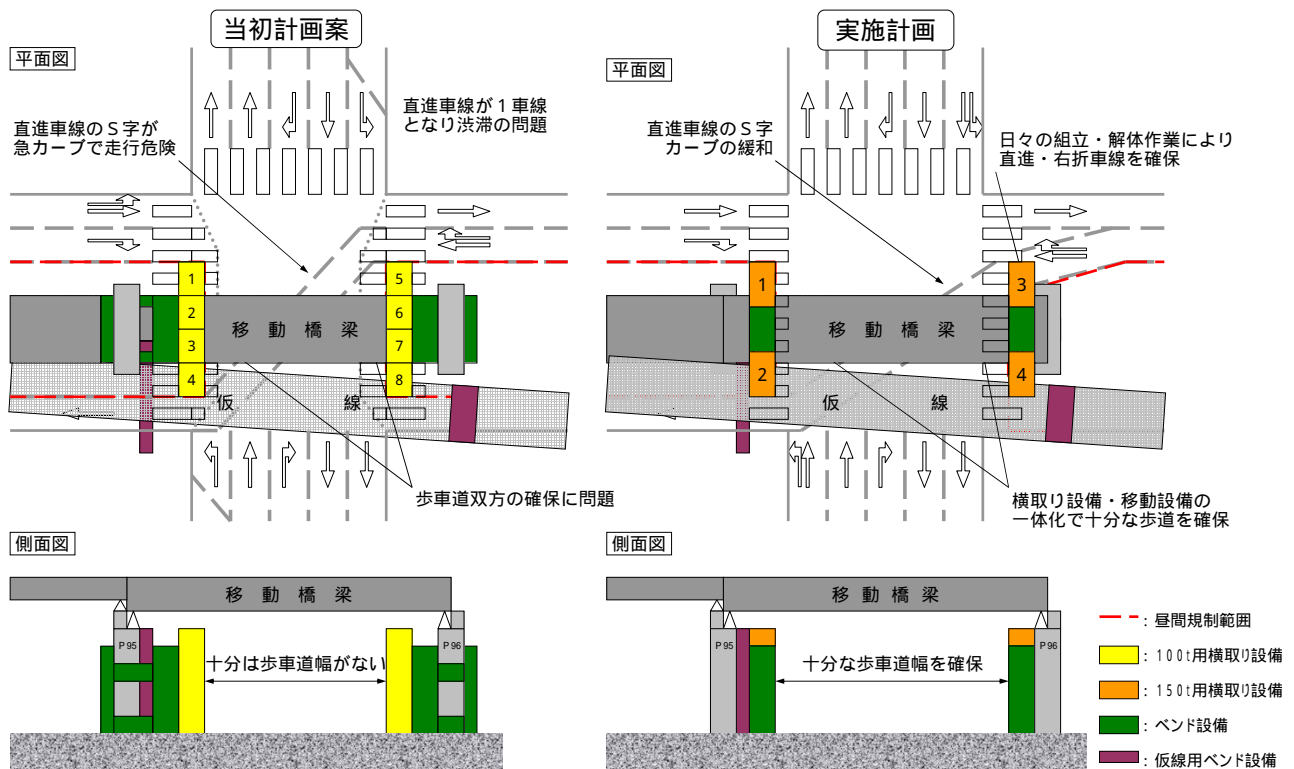 当初計画案
平面図
直進車線のS字が
急カーブで走行危険
直進車線が1車線
となり渋滞の問題
1
2
3
4
5
6
7
8
移動橋梁
仮線
歩車道双方の確保に問題
側面図
移動橋梁
P95
P96
十分は歩車道幅がない
実施計画
平面図
直進車線のS字
カーブの緩和
日々の組立・解体作業により
直進・右折車線を確保
1
2
3
4
移動橋梁
仮線
横取り設備・移動設備の
一体化で十分な歩道を確保
側面図
移動橋梁
P95
P96
十分な歩車道幅を確保
：昼間規制範囲
：100t用横取り設備
：150t用横取り設備
：ベンド設備
：仮線用ベンド設備